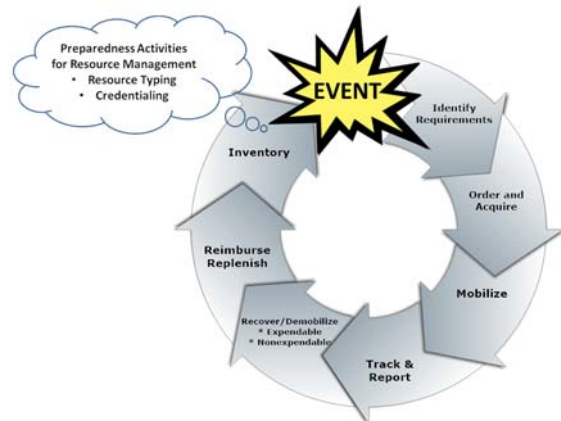 Preparedness Activities
for Resource Management
• Resource Typing
• Credentialing
EVENT
Identify
Requirements
Order and
Acquire
Mobilize
Track &
Report
Recover/Demobilize
* Expendable
* Nonexpendable
Reimburse
Replenish
Inventory